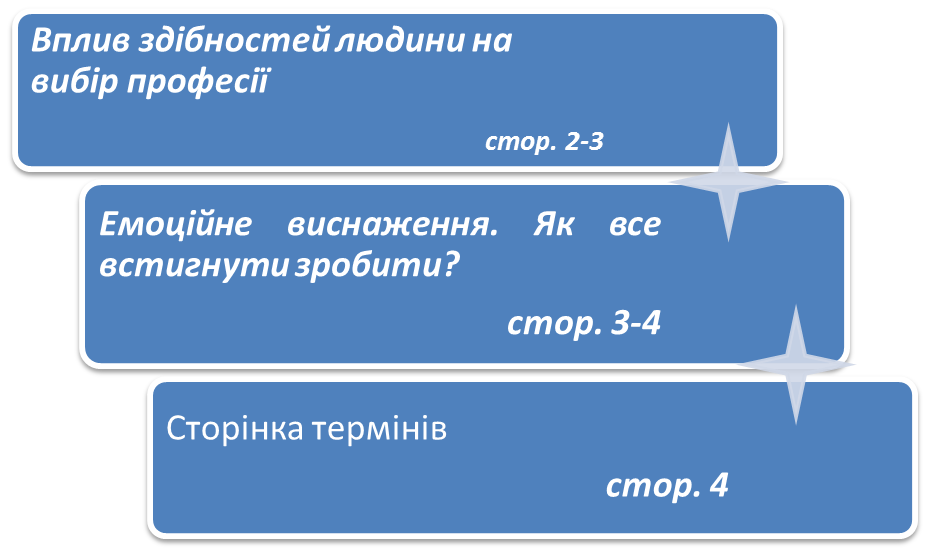 Вплив здібностей людини на
вибір професії
стор. 2-3
Емоційне виснаження. Як все
встигнути зробити?
стор. 3-4
Сторінка термінів
стор. 4